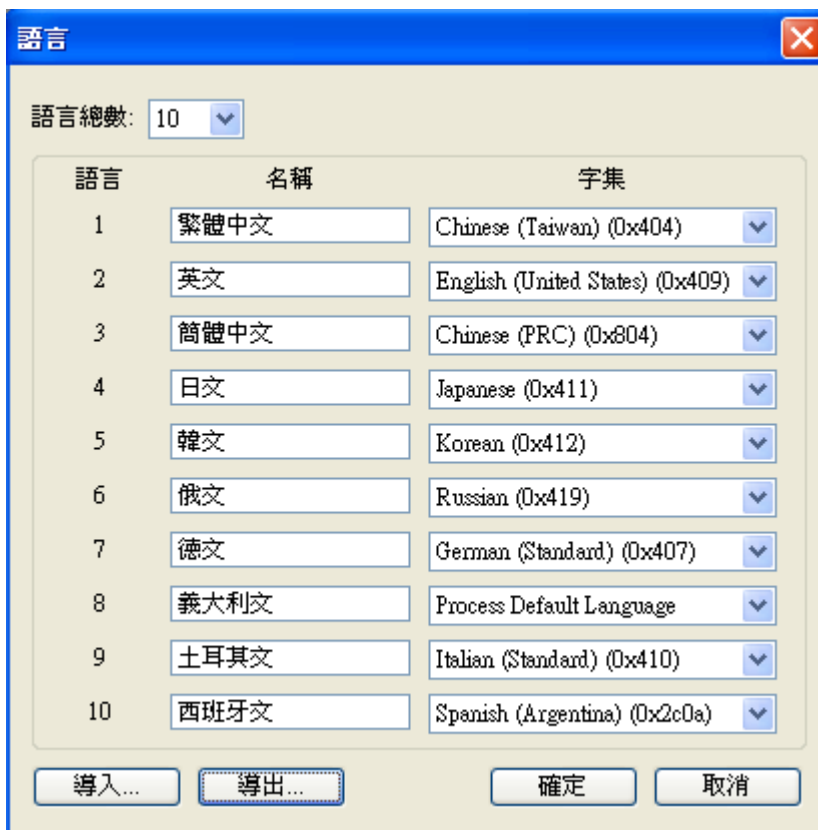 語言
語言總數: 10
語言 名稱 字集
1 繁體中文 Chinese (Taiwan) (0x404)
2 英文 English (United States) (0x409)
3 簡體中文 Chinese (PRC) (0x804)
4 日文 Japanese (0x411)
5 韓文 Korean (0x412)
6 俄文 Russian (0x419)
7 德文 German (Standard) (0x407)
8 義大利文 Process Default Language
9 土耳其文 Italian (Standard) (0x410)
10 西班牙文 Spanish (Argentina) (0x2c0a)
導入... 導出... 確定 取消